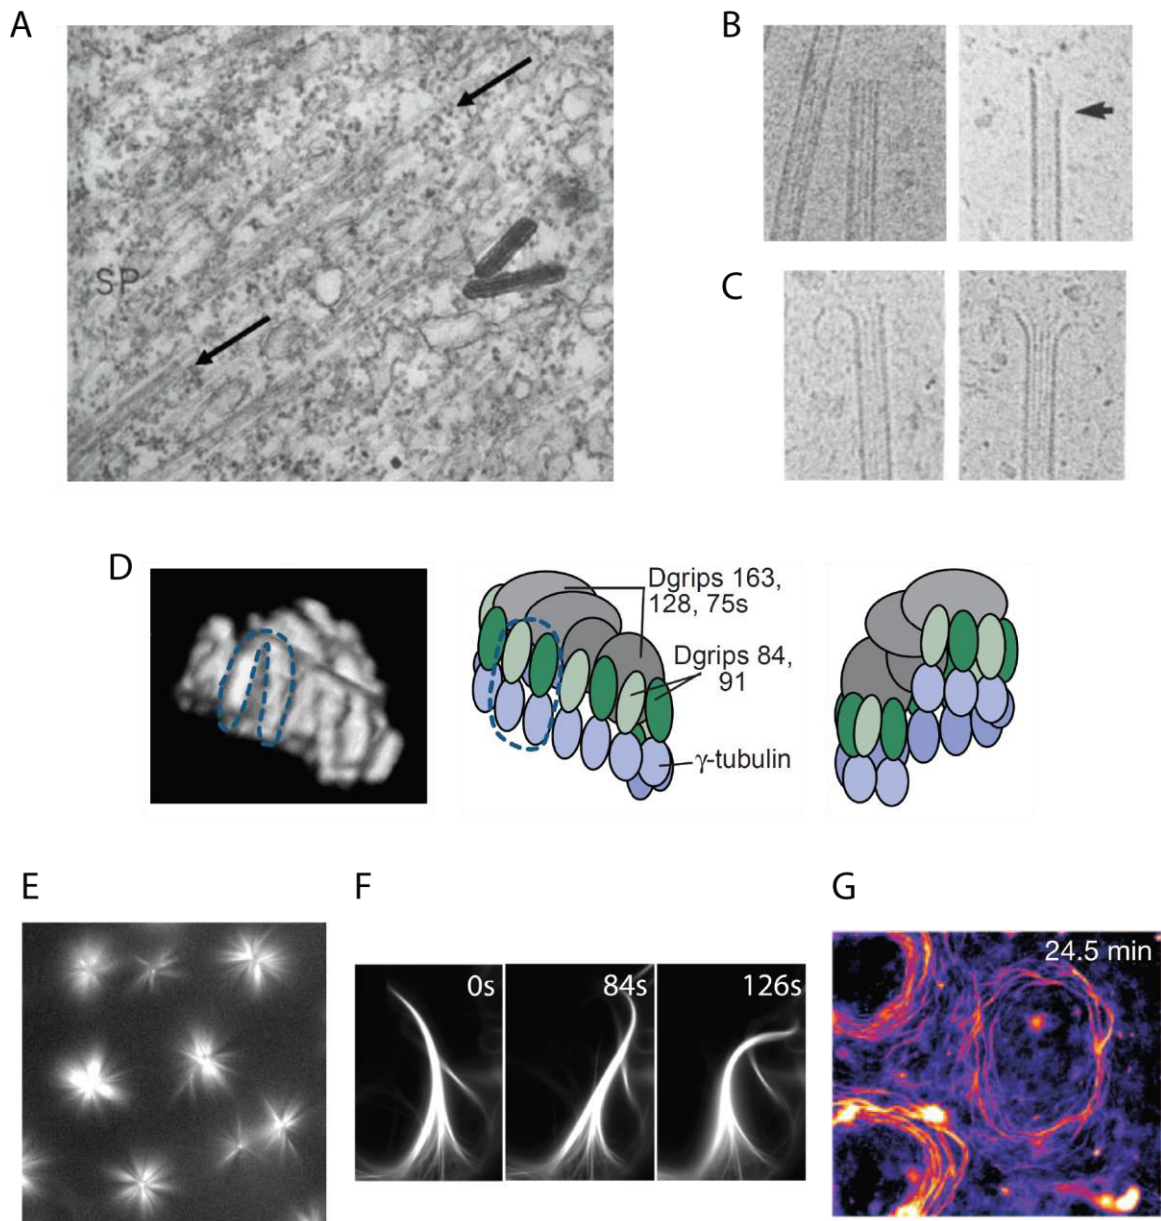 A
B
SP
C
D
Dgrips 163,
128, 75s
Dgrips 84,
91
γ-tubulin
E
F
G
0s
84s
126s
24.5 min